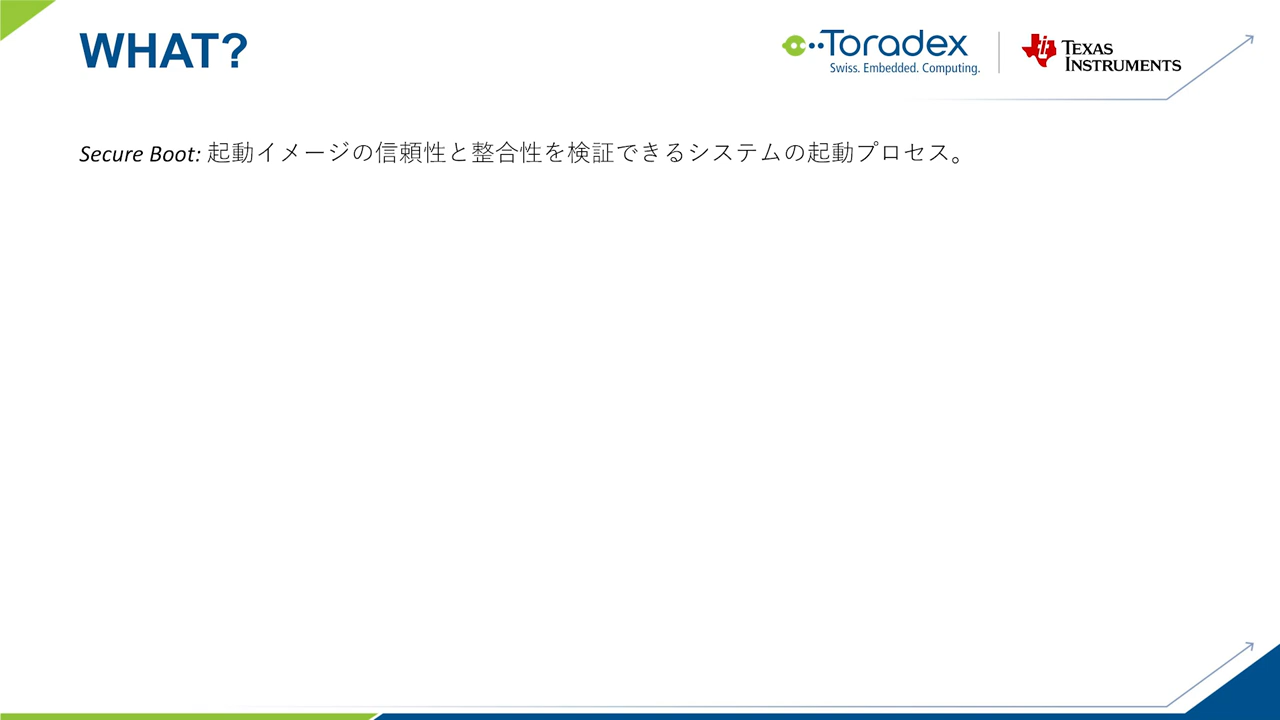 WHAT?
Toradex
Swiss. Embedded. Computing.
TEXAS
INSTRUMENTS
Secure Boot: 起動イメージの信頼性と整合性を検証できるシステムの起動プロセス。